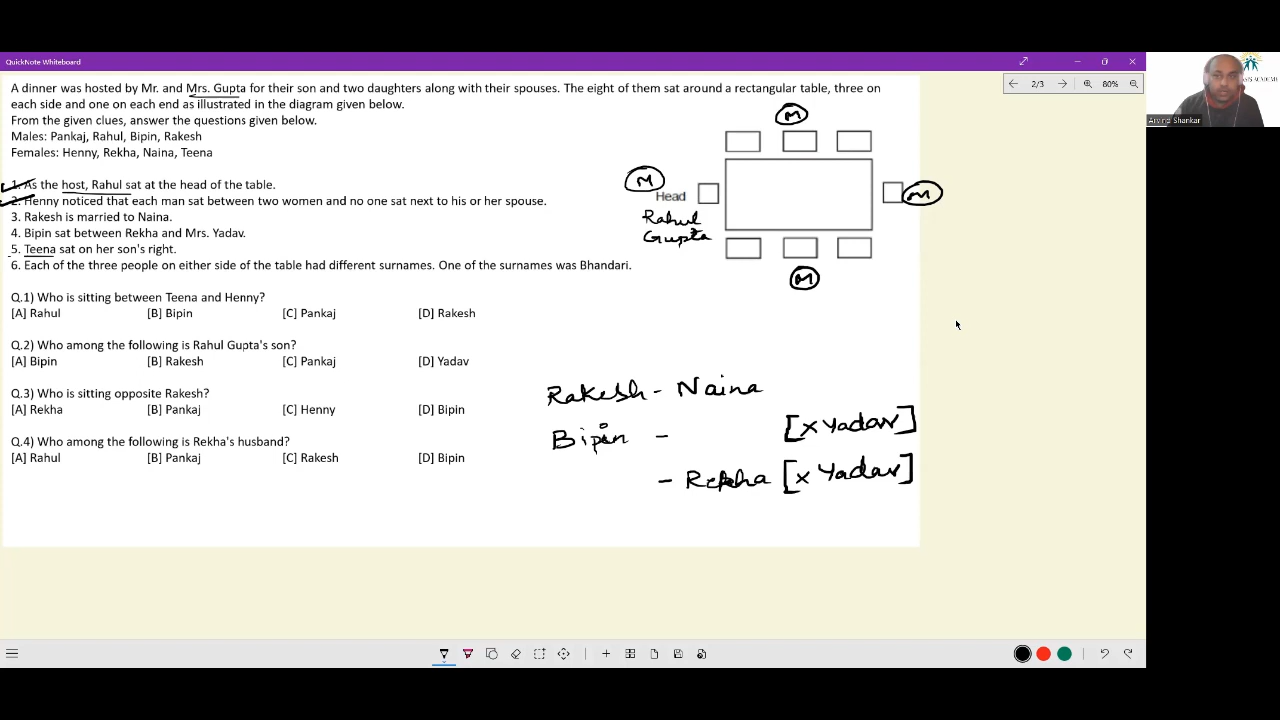 QuickNote Whiteboard
2/3
80%
A dinner was hosted by Mr. and Mrs. Gupta for their son and two daughters along with their spouses. The eight of them sat around a rectangular table, three on
each side and one on each end as illustrated in the diagram given below.
From the given clues, answer the questions given below.
Males: Pankaj, Rahul, Bipin, Rakesh
Females: Henny, Rekha, Naina, Teena
1. As the host, Rahul sat at the head of the table.
2. Henny noticed that each man sat between two women and no one sat next to his or her spouse.
3. Rakesh is married to Naina.
4. Bipin sat between Rekha and Mrs. Yadav.
5. Teena sat on her son's right.
6. Each of the three people on either side of the table had different surnames. One of the surnames was Bhandari.
Q.1) Who is sitting between Teena and Henny?
[A] Rahul [B] Bipin [C] Pankaj [D] Rakesh
Q.2) Who among the following is Rahul Gupta's son?
[A] Bipin [B] Rakesh [C] Pankaj [D] Yadav
Q.3) Who is sitting opposite Rakesh?
[A] Rekha [B] Pankaj [C] Henny [D] Bipin
Q.4) Who among the following is Rekha's husband?
[A] Rahul [B] Pankaj [C] Rakesh [D] Bipin
M
M
Head
M
Rahul
Gupta
M
Rakesh - Naina
Bipin - [x Yadav]
- Rekha [x Yadav]
Arvind Shankar